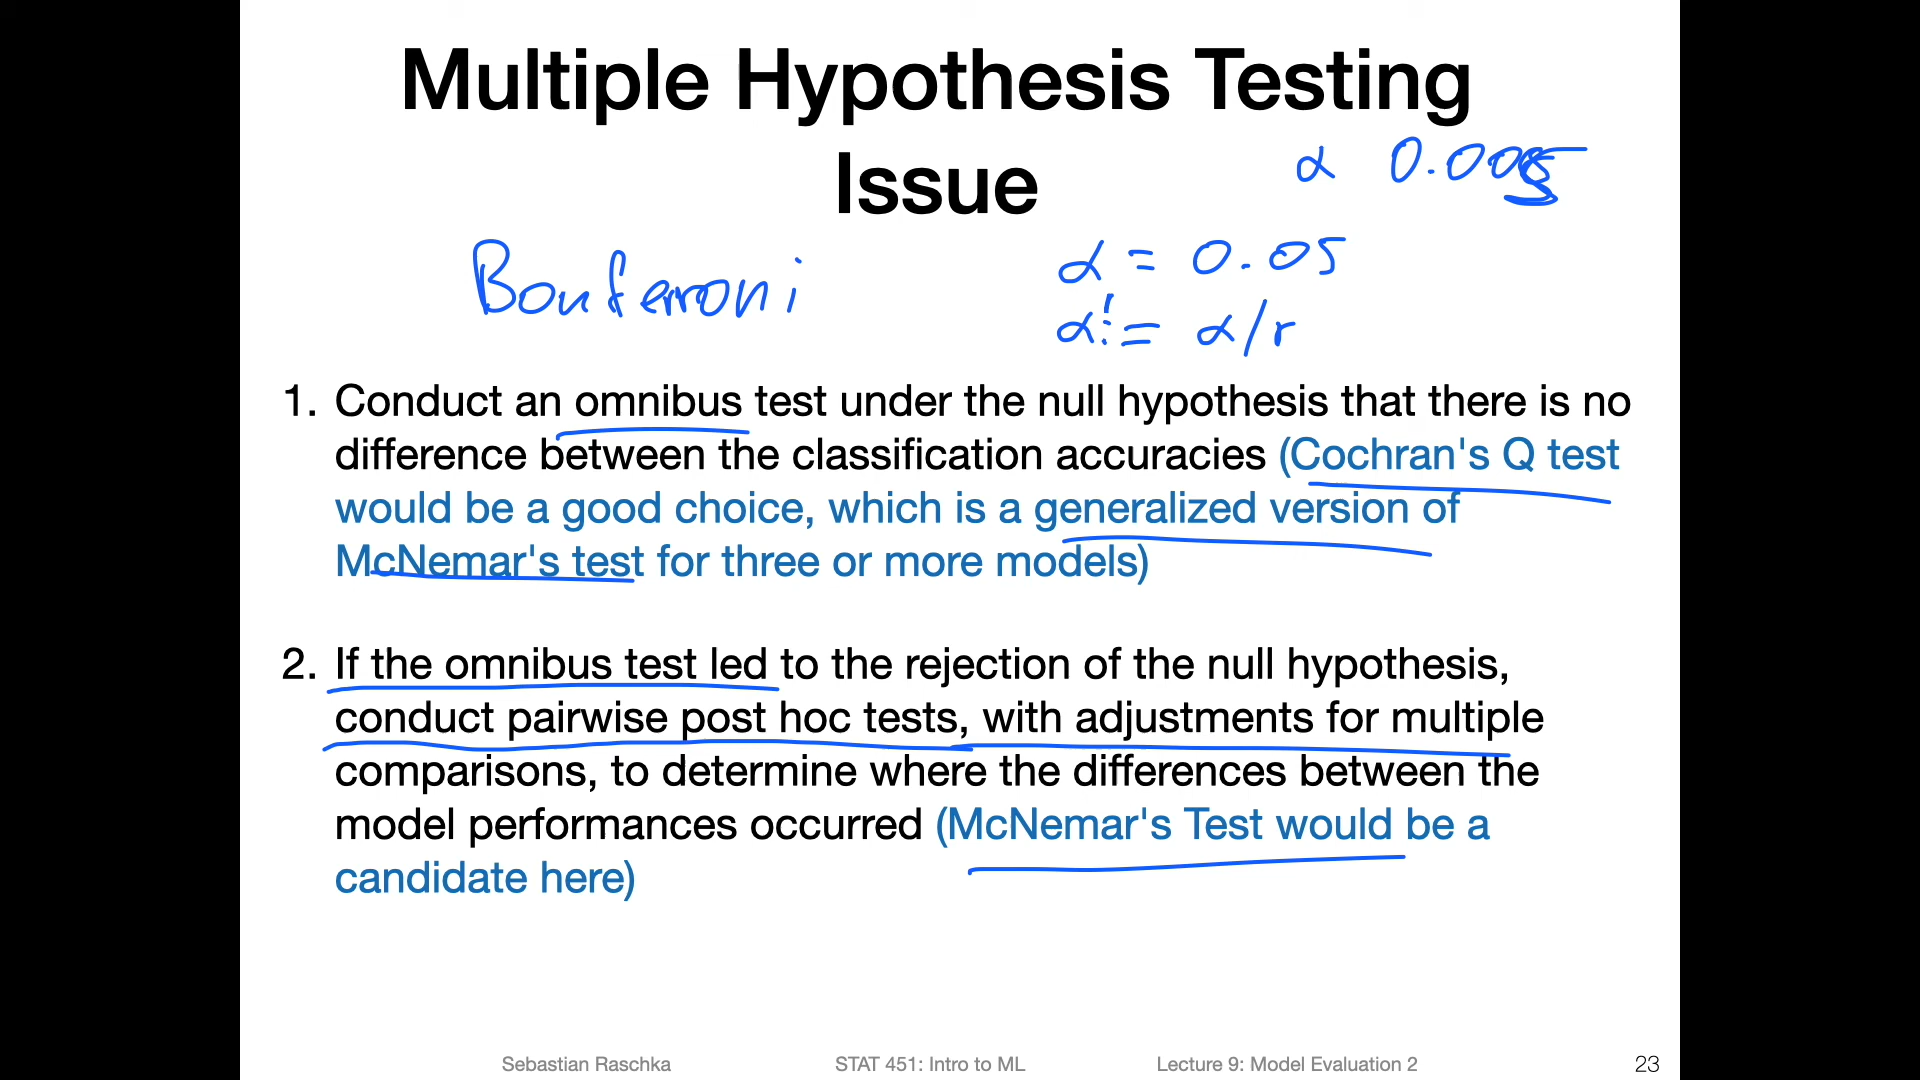 Multiple Hypothesis Testing
Issue
α 0.005
Bonferroni
α = 0.05
α' := α/r
1. Conduct an omnibus test under the null hypothesis that there is no
difference between the classification accuracies (Cochran's Q test
would be a good choice, which is a generalized version of
McNemar's test for three or more models)
2. If the omnibus test led to the rejection of the null hypothesis,
conduct pairwise post hoc tests, with adjustments for multiple
comparisons, to determine where the differences between the
model performances occurred (McNemar's Test would be a
candidate here)
Sebastian Raschka STAT 451: Intro to ML Lecture 9: Model Evaluation 2 23